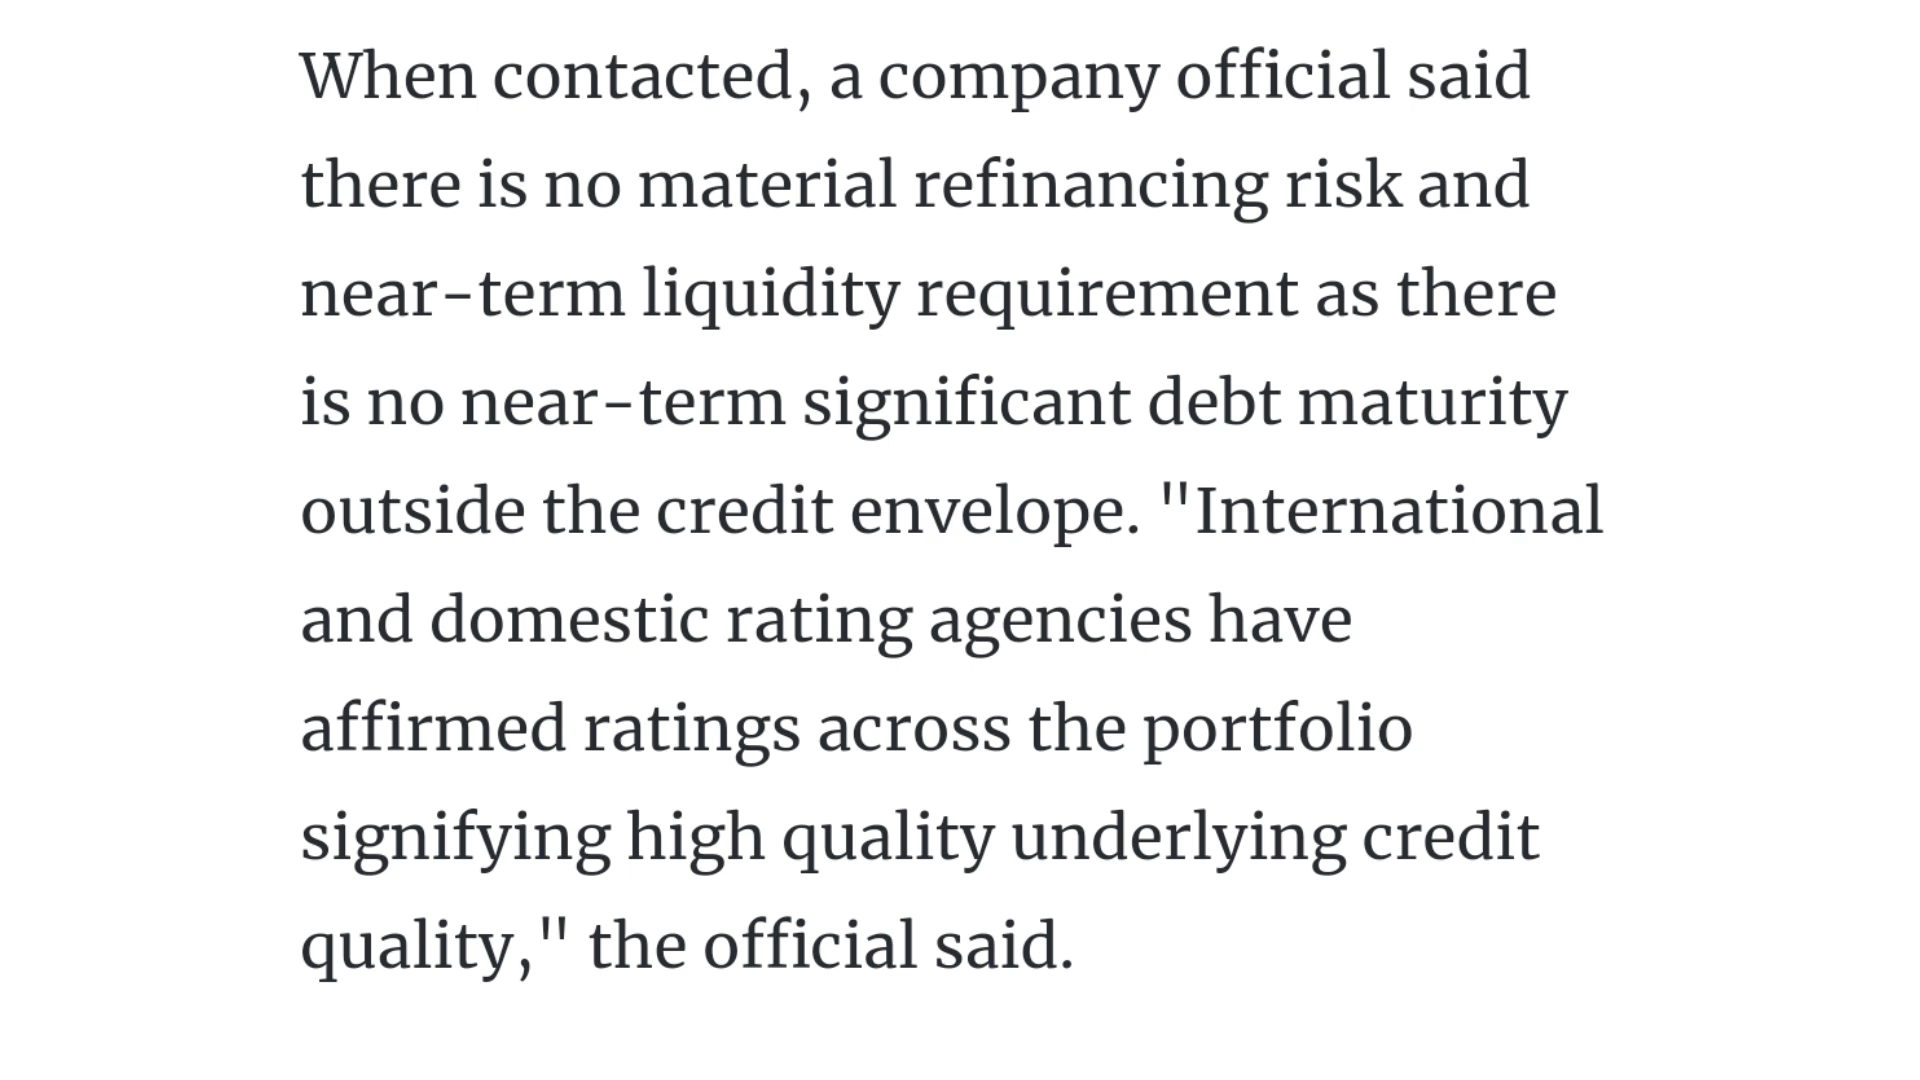 When contacted, a company official said
there is no material refinancing risk and
near-term liquidity requirement as there
is no near-term significant debt maturity
outside the credit envelope. "International
and domestic rating agencies have
affirmed ratings across the portfolio
signifying high quality underlying credit
quality," the official said.